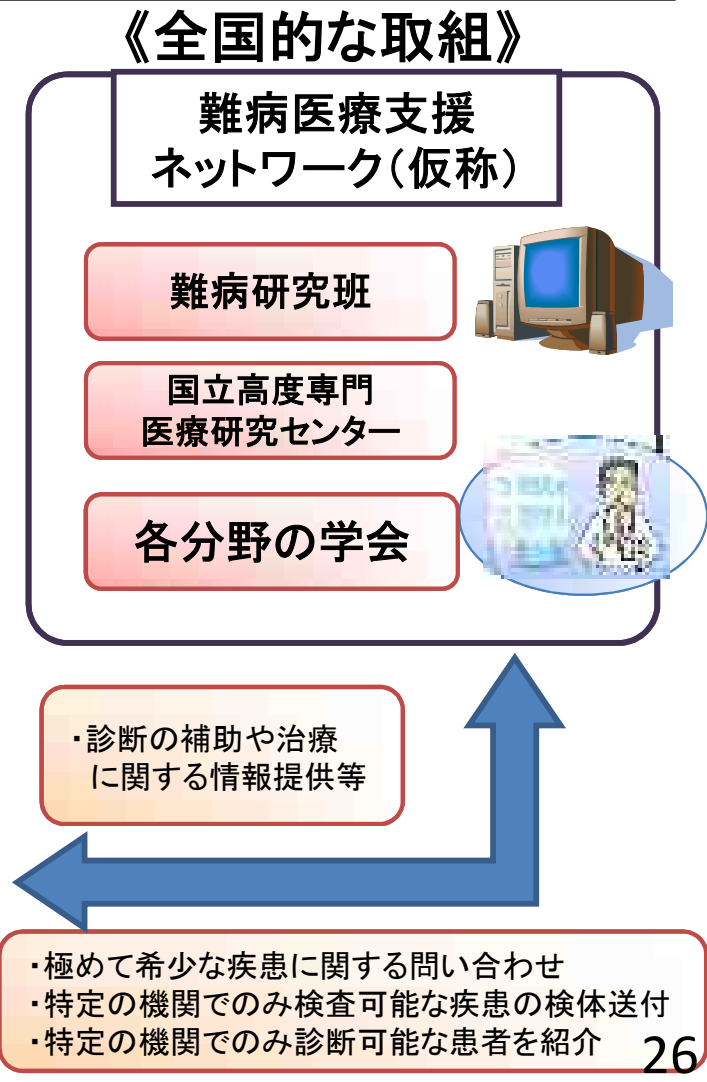 《全国的な取組》
難病医療支援
ネットワーク(仮称)
難病研究班
国立高度専門
医療研究センター
各分野の学会
・診断の補助や治療
に関する情報提供等
・極めて希少な疾患に関する問い合わせ
・特定の機関でのみ検査可能な疾患の検体送付
・特定の機関でのみ診断可能な患者を紹介
26